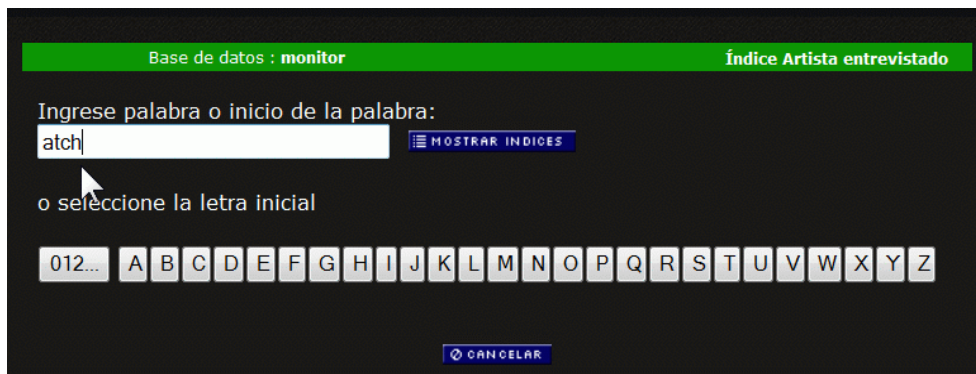 Base de datos : monitor Índice Artista entrevistado
Ingrese palabra o inicio de la palabra:
atch MOSTRAR INDICES
o seleccione la letra inicial
012... A B C D E F G H I J K L M N O P Q R S T U V W X Y Z
CANCELAR